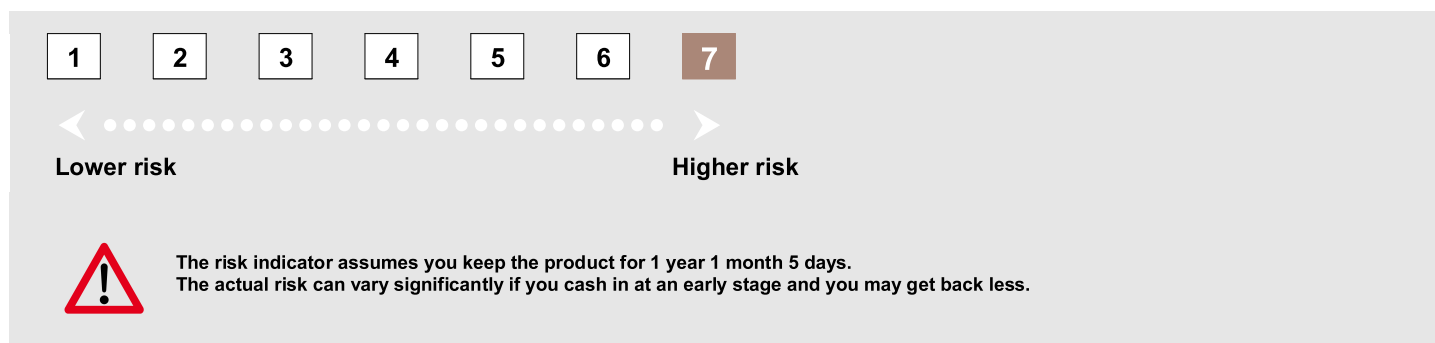 1 2 3 4 5 6 7
Lower risk Higher risk
The risk indicator assumes you keep the product for 1 year 1 month 5 days.
The actual risk can vary significantly if you cash in at an early stage and you may get back less.